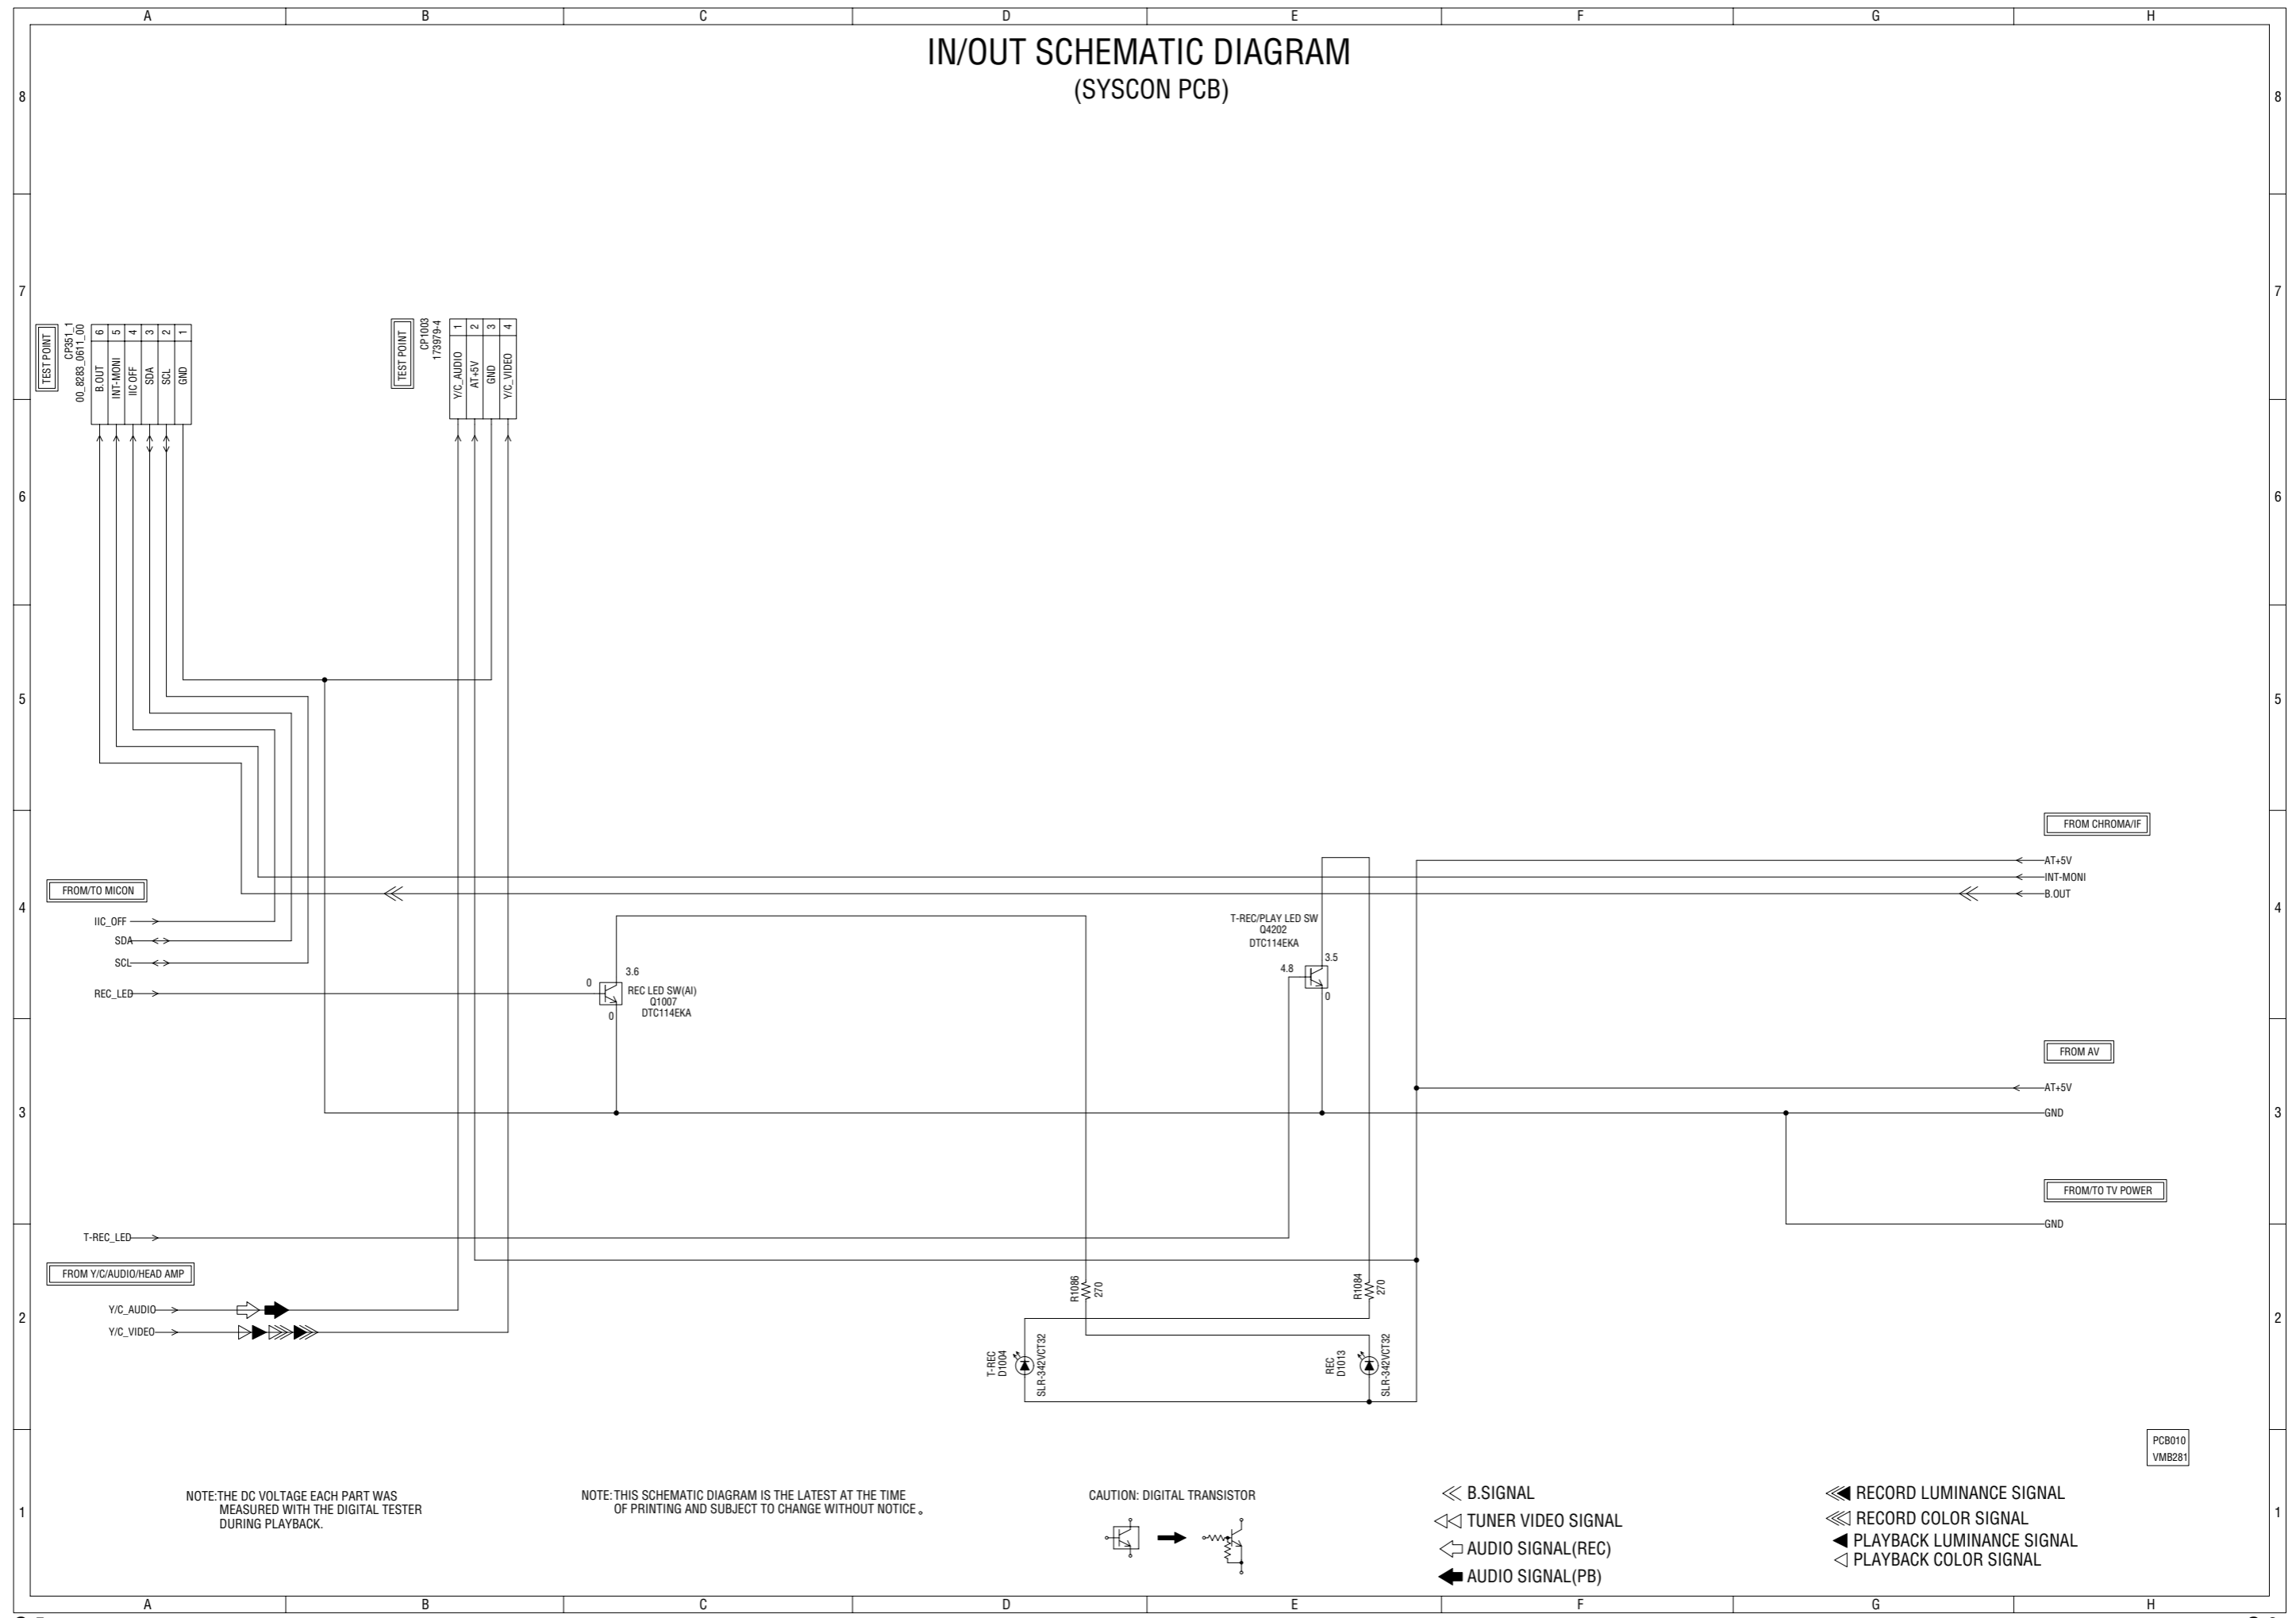 A B C D E F G H
IN/OUT SCHEMATIC DIAGRAM
(SYSCON PCB)
8 8
7 7
TEST POINT
CP351_1
00_8283_0611_00
6 5 4 3 2 1
B.OUT
INT-MONI
IIC OFF
SDA
SCL
GND
TEST POINT
CP1003
173979-4
1 2 3 4
Y/C_AUDIO
AT+5V
GND
Y/C_VIDEO
6 6
5 5
FROM CHROMA/IF
AT+5V
INT-MONI
B.OUT
FROM/TO MICON
4 4
IIC_OFF
SDA
SCL
REC_LED
0
3.6
REC LED SW(AI)
Q1007
DTC114EKA
0
T-REC/PLAY LED SW
Q4202
DTC114EKA
3.5
4.8
0
FROM AV
AT+5V
GND
3 3
FROM/TO TV POWER
GND
T-REC_LED
FROM Y/C/AUDIO/HEAD AMP
Y/C_AUDIO
Y/C_VIDEO
2 2
R1086
270
R1084
270
T-REC
D1004
SLR-342VCT32
REC
D1013
SLR-342VCT32
PCB010
VMB281
1 1
NOTE:THE DC VOLTAGE EACH PART WAS
MEASURED WITH THE DIGITAL TESTER
DURING PLAYBACK.
NOTE:THIS SCHEMATIC DIAGRAM IS THE LATEST AT THE TIME
OF PRINTING AND SUBJECT TO CHANGE WITHOUT NOTICE。
CAUTION: DIGITAL TRANSISTOR
B.SIGNAL
TUNER VIDEO SIGNAL
AUDIO SIGNAL(REC)
AUDIO SIGNAL(PB)
RECORD LUMINANCE SIGNAL
RECORD COLOR SIGNAL
PLAYBACK LUMINANCE SIGNAL
PLAYBACK COLOR SIGNAL
A B C D E F G H